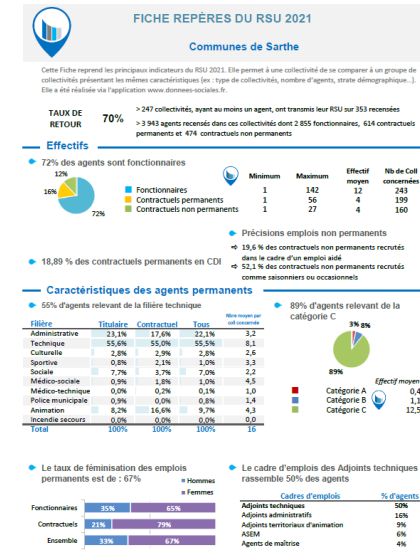 FICHE REPÈRES DU RSU 2021
Communes de Sarthe
Cette Fiche reprend les principaux indicateurs du RSU 2021. Elle permet à une collectivité de se comparer à un groupe de
collectivités présentant les mêmes caractéristiques (ex : type de collectivités, nombre d'agents, strate démographique...).
Elle a été réalisée via l'application www.donnees-sociales.fr.
TAUX DE RETOUR 70%
> 247 collectivités, ayant au moins un agent, ont transmis leur RSU sur 353 recensées
> 3 943 agents recensés dans ces collectivités dont 2 855 fonctionnaires, 614 contractuels
permanents et 474 contractuels non permanents
Effectifs
72% des agents sont fonctionnaires
12%
16%
72%
Minimum Maximum Effectif moyen Nb de Coll concernées
Fonctionnaires 1 142 12 243
Contractuels permanents 1 56 4 199
Contractuels non permanents 1 27 4 160
18,89 % des contractuels permanents en CDI
Précisions emplois non permanents
19,6 % des contractuels non permanents recrutés
dans le cadre d'un emploi aidé
52,1 % des contractuels non permanents recrutés
comme saisonniers ou occasionnels
Caractéristiques des agents permanents
55% d'agents relevant de la filière technique
Filière Titulaire Contractuel Tous Nbre moyen par coll concernée
Administrative 23,1% 17,6% 22,1% 3,2
Technique 55,6% 55,0% 55,5% 8,1
Culturelle 2,8% 2,9% 2,8% 2,6
Sportive 0,8% 2,1% 1,0% 3,3
Sociale 7,7% 3,7% 7,0% 2,2
Médico-sociale 0,9% 1,8% 1,0% 4,5
Médico-technique 0,0% 0,2% 0,1% 1,0
Police municipale 0,9% 0,0% 0,8% 1,4
Animation 8,2% 16,6% 9,7% 4,3
Incendie secours 0,0% 0,0% 0,0% 0,0
Total 100% 100% 100% 16
89% d'agents relevant de la
catégorie C
3% 8%
89%
Effectif moyen
Catégorie A 0,4
Catégorie B 1,1
Catégorie C 12,5
Le taux de féminisation des emplois
permanents est de : 67%
Hommes
Femmes
Fonctionnaires 35% 65%
Contractuels 21% 79%
Ensemble 33% 67%
Le cadre d'emplois des Adjoints techniques
rassemble 50% des agents
Cadres d'emplois % d'agents
Adjoints techniques 50%
Adjoints administratifs 16%
Adjoints territoriaux d'animation 9%
ASEM 6%
Agents de maîtrise 4%